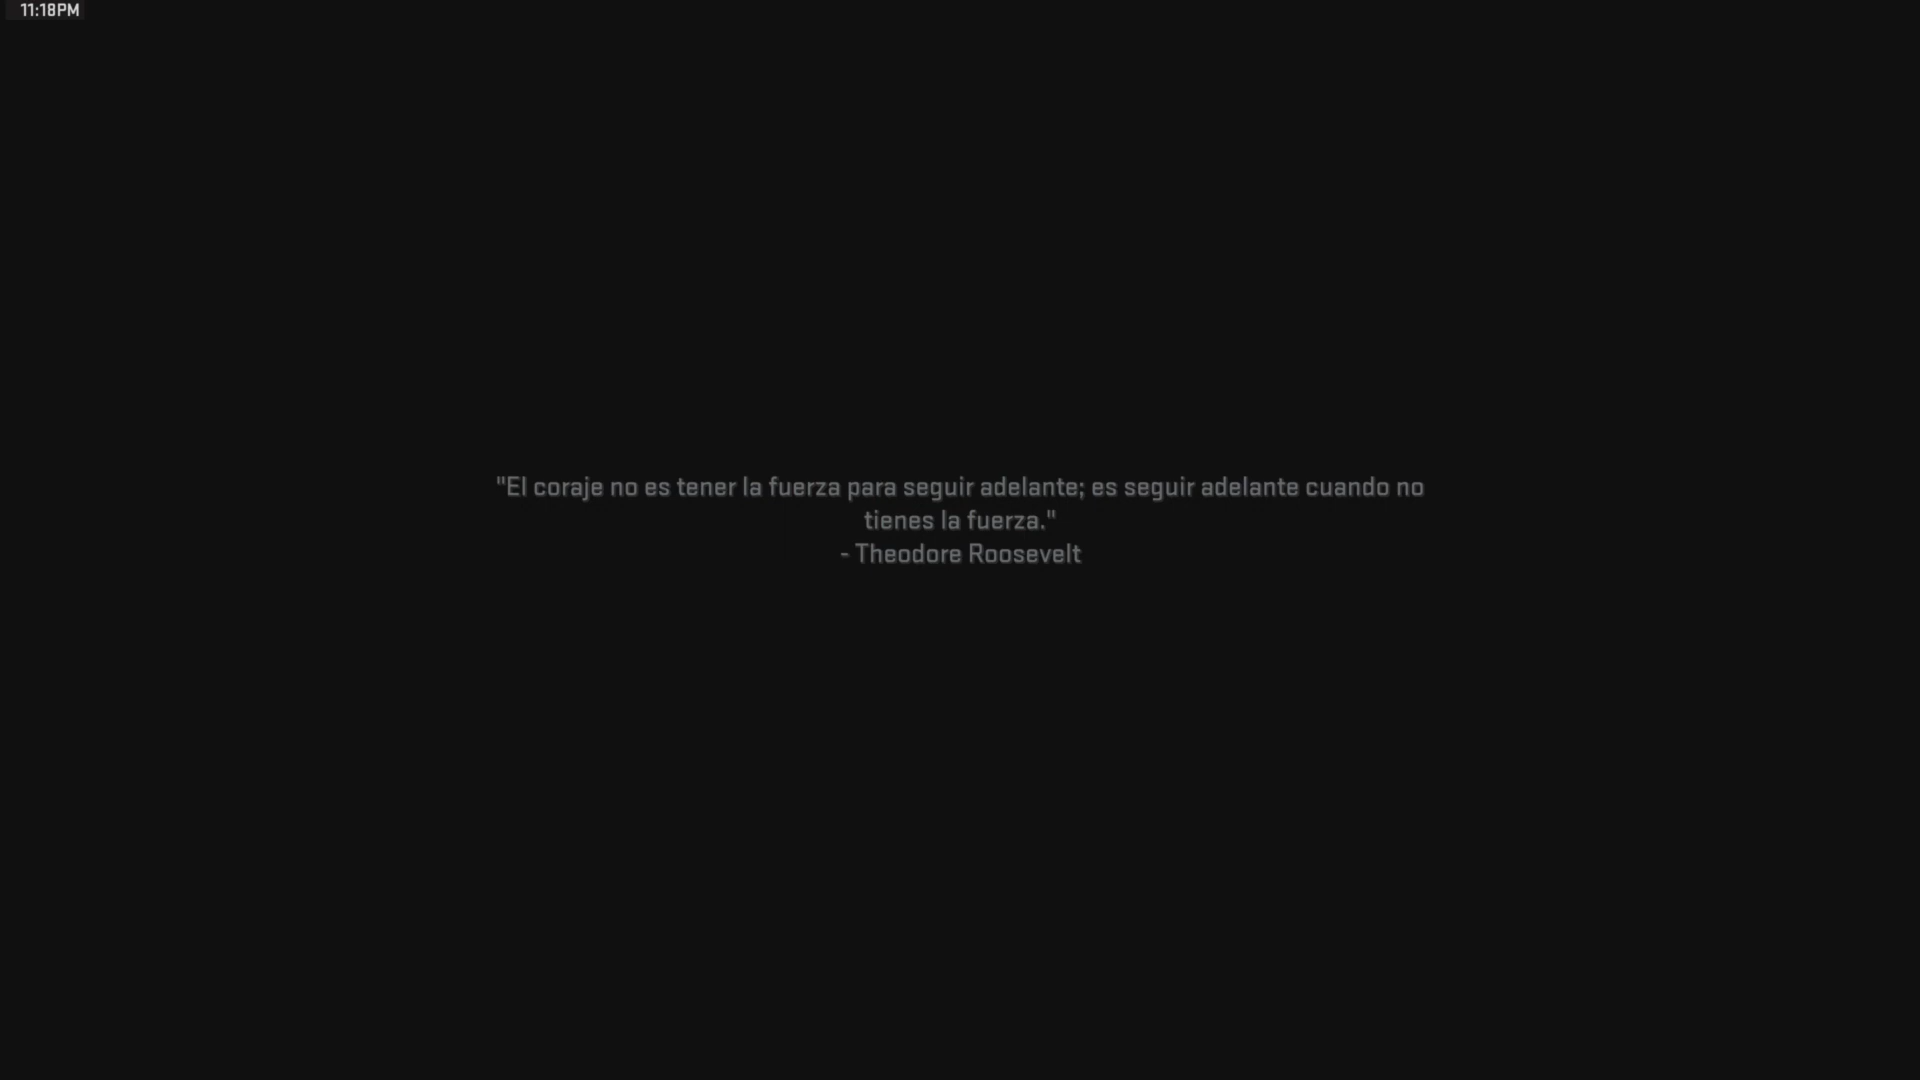 11:18PM
"El coraje no es tener la fuerza para seguir adelante; es seguir adelante cuando no
tienes la fuerza."
- Theodore Roosevelt